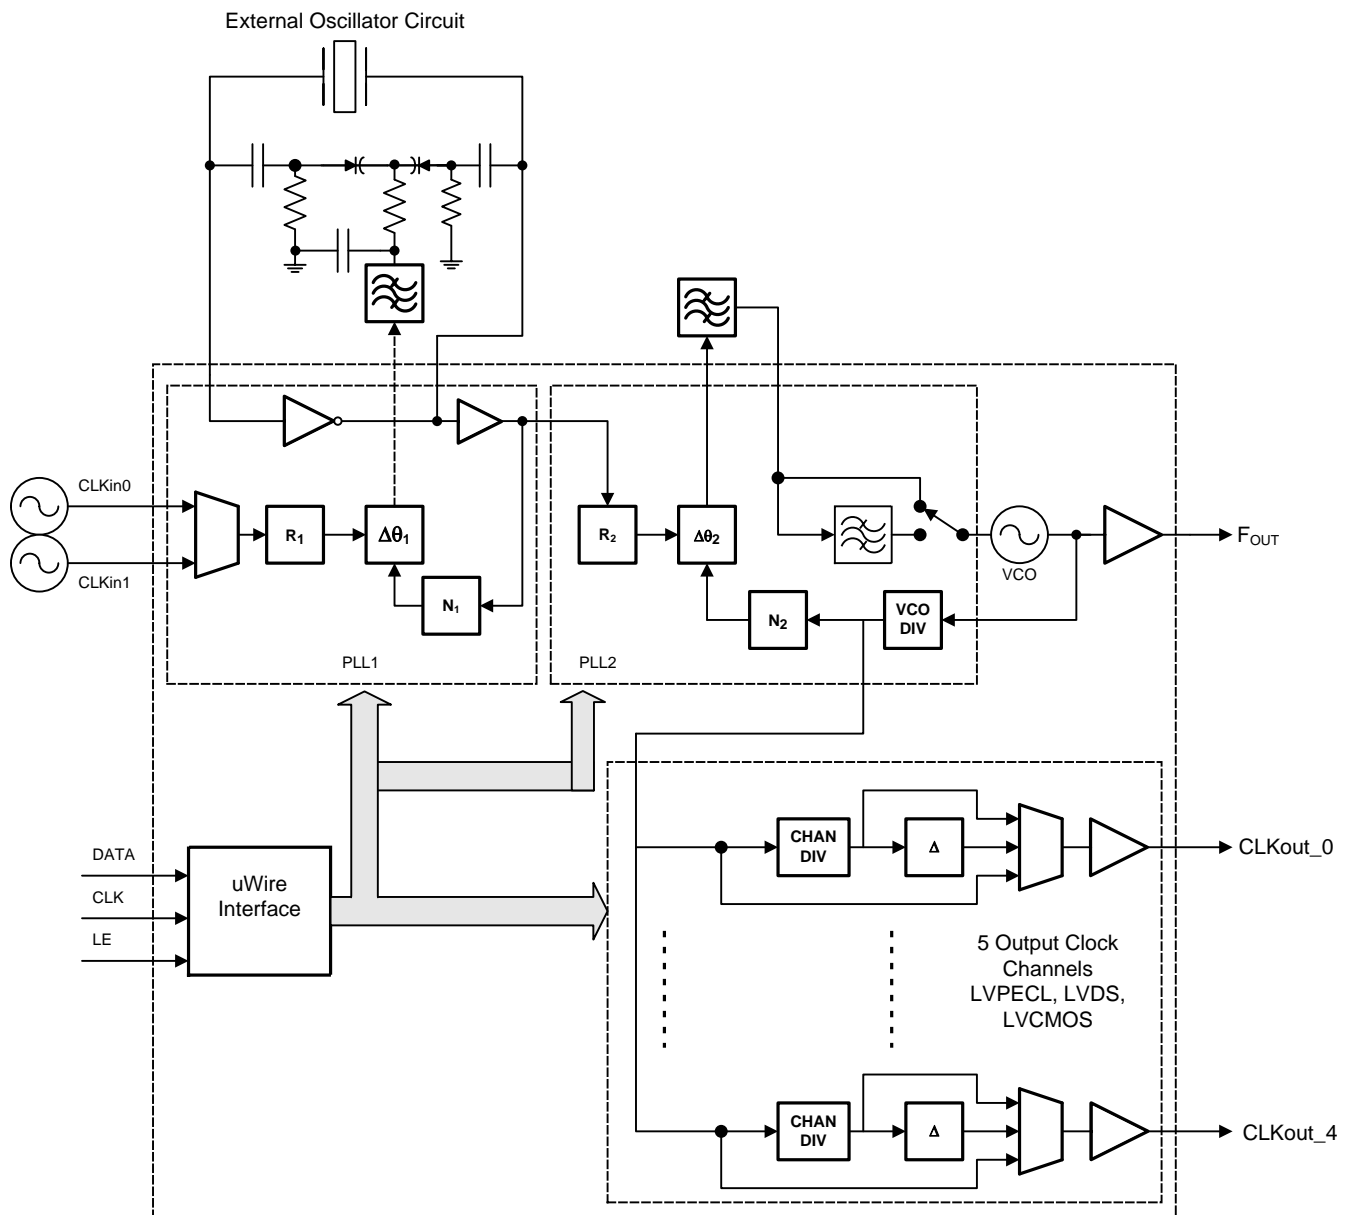 External Oscillator Circuit
CLKin0
CLKin1
R1
Δθ1
N1
PLL1
R2
Δθ2
N2
VCO
DIV
VCO
PLL2
FOUT
DATA
CLK
LE
uWire
Interface
CHAN
DIV
Δ
CLKout_0
5 Output Clock
Channels
LVPECL, LVDS,
LVCMOS
CHAN
DIV
Δ
CLKout_4